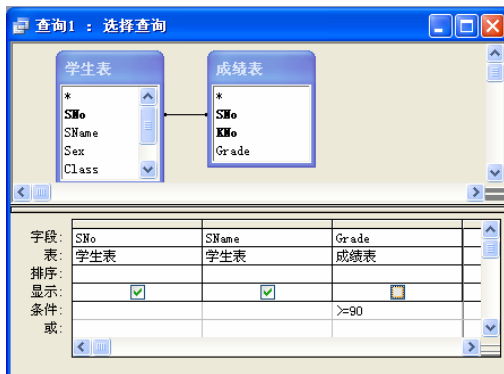 查询1 : 选择查询
学生表
*
SNo
SName
Sex
Class
成绩表
*
SNo
KNo
Grade
字段: SNo SName Grade
表: 学生表 学生表 成绩表
排序:
显示:
条件: >=90
或: